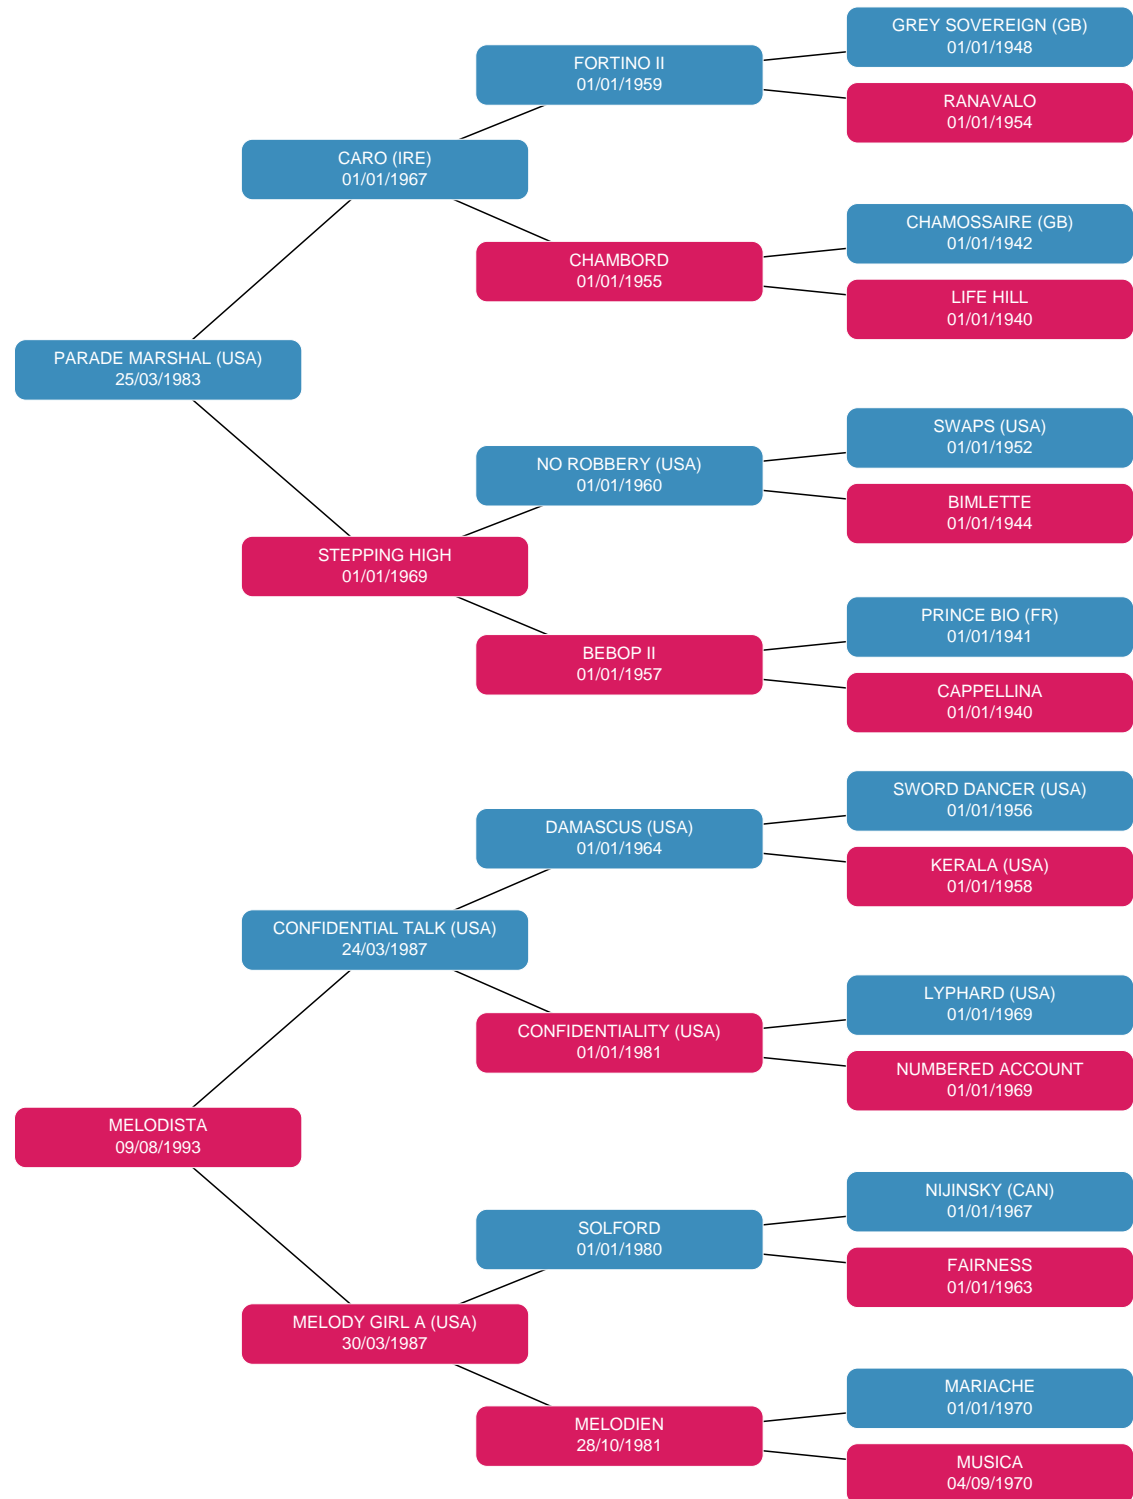 GREY SOVEREIGN (GB)
01/01/1948
FORTINO II
01/01/1959
RANAVALO
01/01/1954
CARO (IRE)
01/01/1967
CHAMOSSAIRE (GB)
01/01/1942
CHAMBORD
01/01/1955
LIFE HILL
01/01/1940
PARADE MARSHAL (USA)
25/03/1983
SWAPS (USA)
01/01/1952
NO ROBBERY (USA)
01/01/1960
BIMLETTE
01/01/1944
STEPPING HIGH
01/01/1969
PRINCE BIO (FR)
01/01/1941
BEBOP II
01/01/1957
CAPPELLINA
01/01/1940
SWORD DANCER (USA)
01/01/1956
DAMASCUS (USA)
01/01/1964
KERALA (USA)
01/01/1958
CONFIDENTIAL TALK (USA)
24/03/1987
LYPHARD (USA)
01/01/1969
CONFIDENTIALITY (USA)
01/01/1981
NUMBERED ACCOUNT
01/01/1969
MELODISTA
09/08/1993
NIJINSKY (CAN)
01/01/1967
SOLFORD
01/01/1980
FAIRNESS
01/01/1963
MELODY GIRL A (USA)
30/03/1987
MARIACHE
01/01/1970
MELODIEN
28/10/1981
MUSICA
04/09/1970